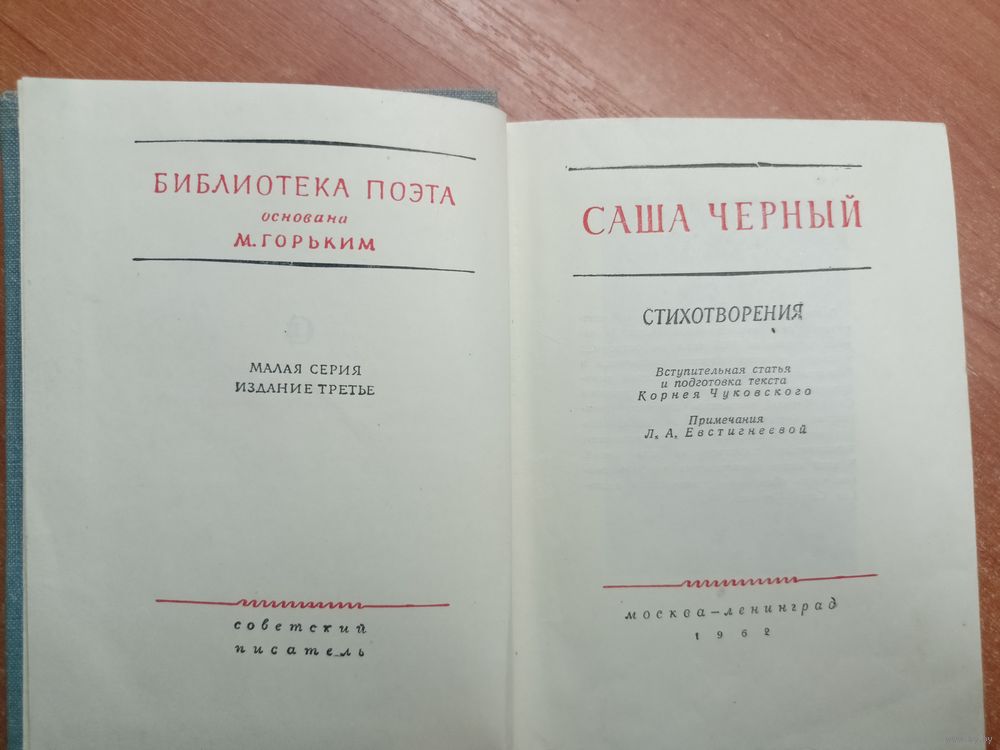 БИБЛИОТЕКА ПОЭТА
основана
М. ГОРЬКИМ
МАЛАЯ СЕРИЯ
ИЗДАНИЕ ТРЕТЬЕ
советский
писатель
САША ЧЕРНЫЙ
СТИХОТВОРЕНИЯ
Вступительная статья
и подготовка текста
Корнея Чуковского
Примечания
Л. А. Евстигнеевой
москва—ленинград
1962